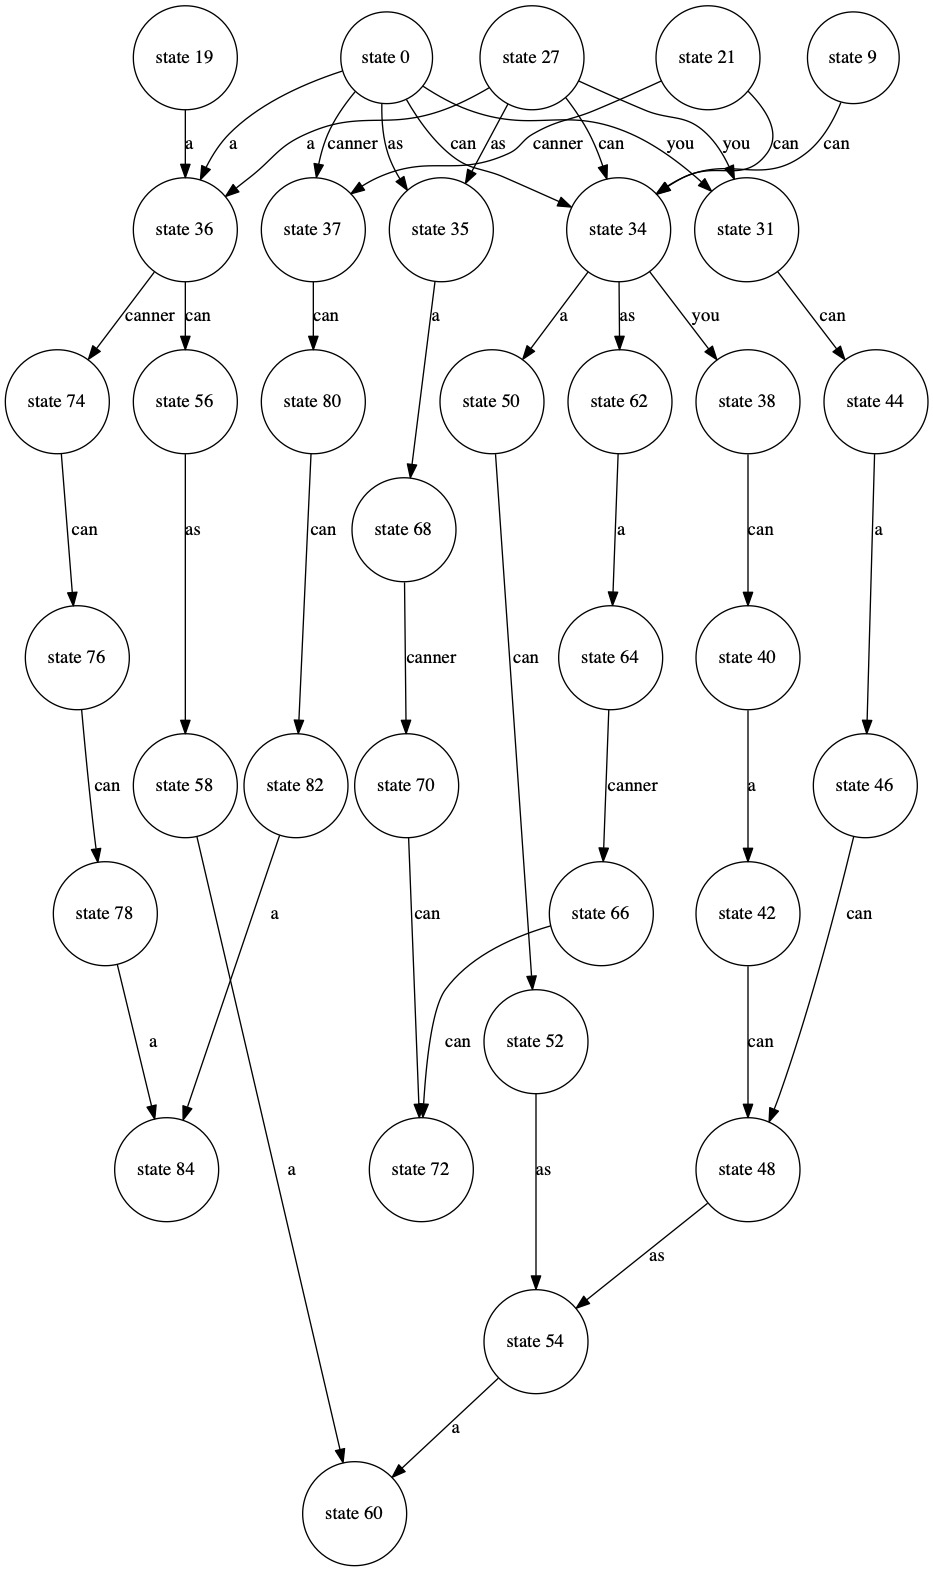 state 19
state 0
state 27
state 21
state 9
a
a
a
canner
as
can
as
canner
can
you
you
can
can
state 36
state 37
state 35
state 34
state 31
canner
can
can
a
a
as
you
can
state 74
state 56
state 80
state 50
state 62
state 38
state 44
can
as
can
state 68
a
can
a
state 76
canner
can
state 64
state 40
can
state 58
state 82
state 70
canner
a
state 46
state 78
a
can
state 66
state 42
can
a
can
state 52
can
state 84
a
state 72
as
state 48
as
state 54
a
state 60